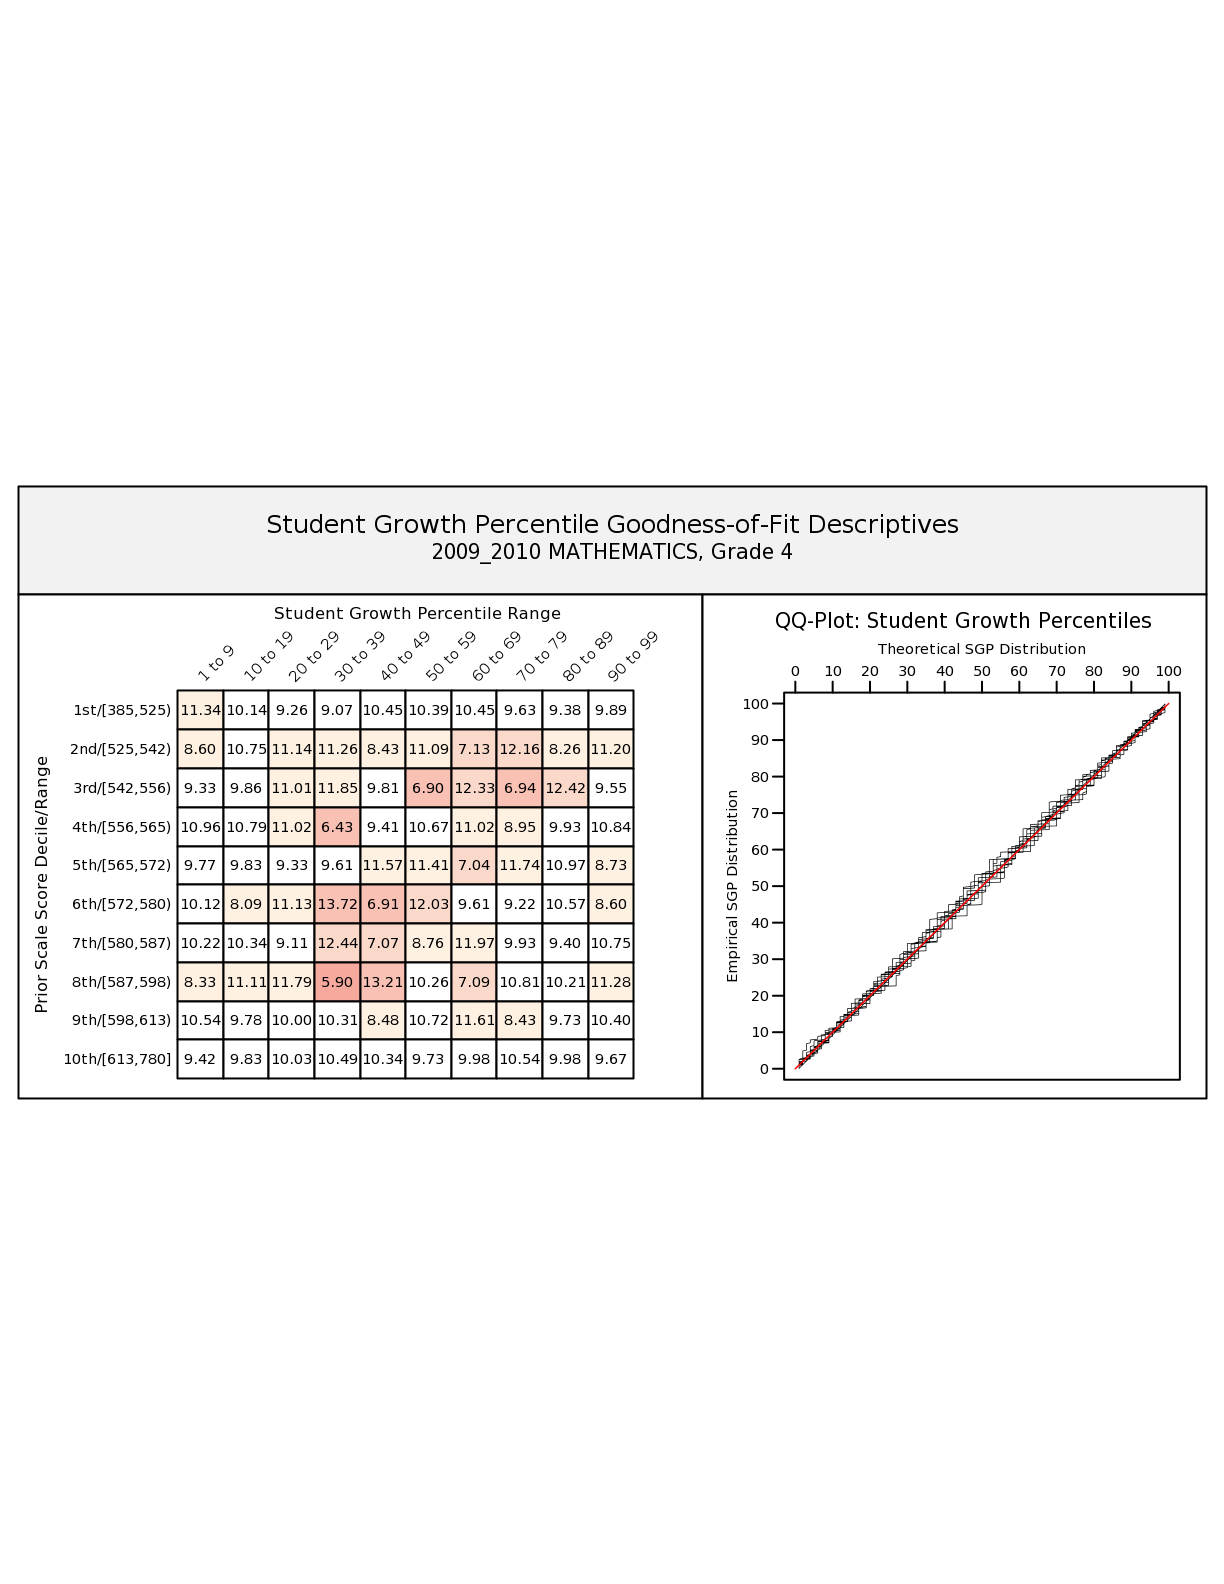 Student Growth Percentile Goodness-of-Fit Descriptives
2009_2010 MATHEMATICS, Grade 4
Student Growth Percentile Range
1 to 9 10 to 19 20 to 29 30 to 39 40 to 49 50 to 59 60 to 69 70 to 79 80 to 89 90 to 99
Prior Scale Score Decile/Range
1st/[385,525) 11.34 10.14 9.26 9.07 10.45 10.39 10.45 9.63 9.38 9.89
2nd/[525,542) 8.60 10.75 11.14 11.26 8.43 11.09 7.13 12.16 8.26 11.20
3rd/[542,556) 9.33 9.86 11.01 11.85 9.81 6.90 12.33 6.94 12.42 9.55
4th/[556,565) 10.96 10.79 11.02 6.43 9.41 10.67 11.02 8.95 9.93 10.84
5th/[565,572) 9.77 9.83 9.33 9.61 11.57 11.41 7.04 11.74 10.97 8.73
6th/[572,580) 10.12 8.09 11.13 13.72 6.91 12.03 9.61 9.22 10.57 8.60
7th/[580,587) 10.22 10.34 9.11 12.44 7.07 8.76 11.97 9.93 9.40 10.75
8th/[587,598) 8.33 11.11 11.79 5.90 13.21 10.26 7.09 10.81 10.21 11.28
9th/[598,613) 10.54 9.78 10.00 10.31 8.48 10.72 11.61 8.43 9.73 10.40
10th/[613,780] 9.42 9.83 10.03 10.49 10.34 9.73 9.98 10.54 9.98 9.67
QQ-Plot: Student Growth Percentiles
Theoretical SGP Distribution
0 10 20 30 40 50 60 70 80 90 100
Empirical SGP Distribution
100
90
80
70
60
50
40
30
20
10
0